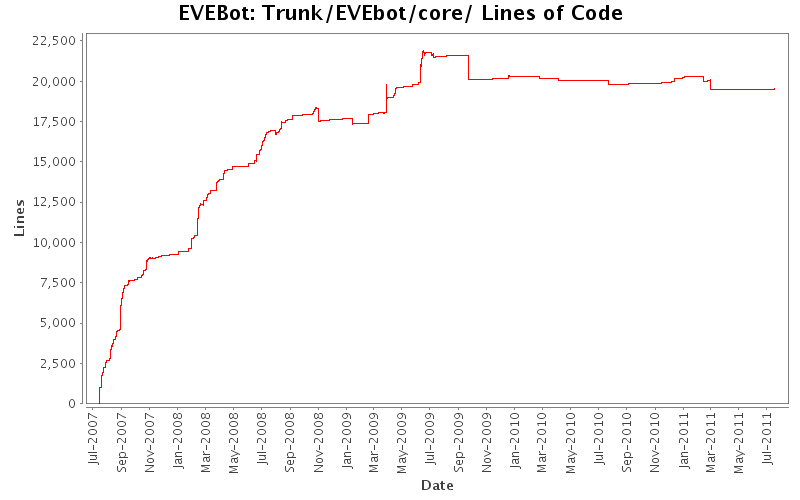 EVEBot: Trunk/EVEbot/core/ Lines of Code
Lines
22,500
20,000
17,500
15,000
12,500
10,000
7,500
5,000
2,500
0
Jul-2007
Sep-2007
Nov-2007
Jan-2008
Mar-2008
May-2008
Jul-2008
Sep-2008
Nov-2008
Jan-2009
Mar-2009
May-2009
Jul-2009
Sep-2009
Nov-2009
Jan-2010
Mar-2010
May-2010
Jul-2010
Sep-2010
Nov-2010
Jan-2011
Mar-2011
May-2011
Jul-2011
Date